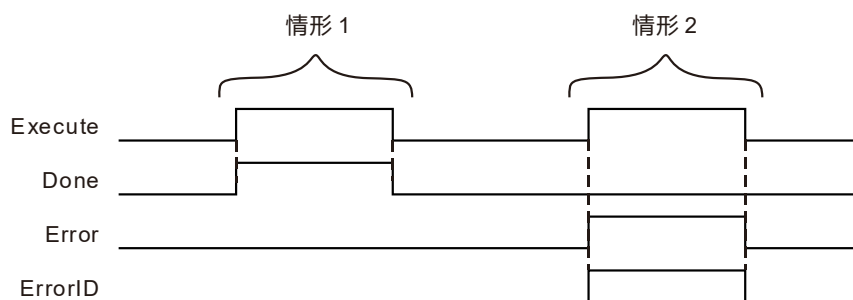 情形 1 情形 2
Execute
Done
Error
ErrorID